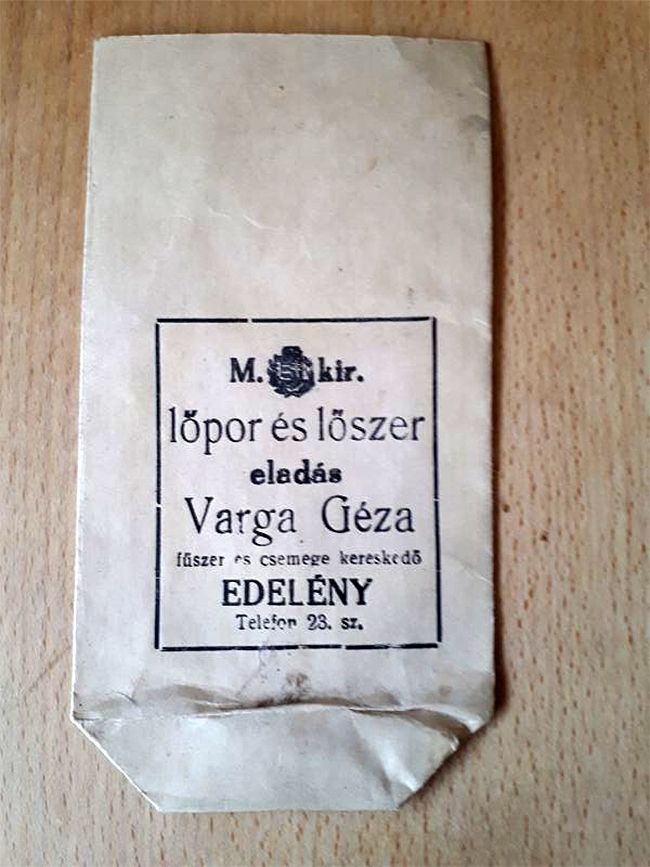 M. kir.
lőpor és lőszer
eladás
Varga Géza
fűszer és csemege kereskedő
EDELÉNY
Telefon 23. sz.